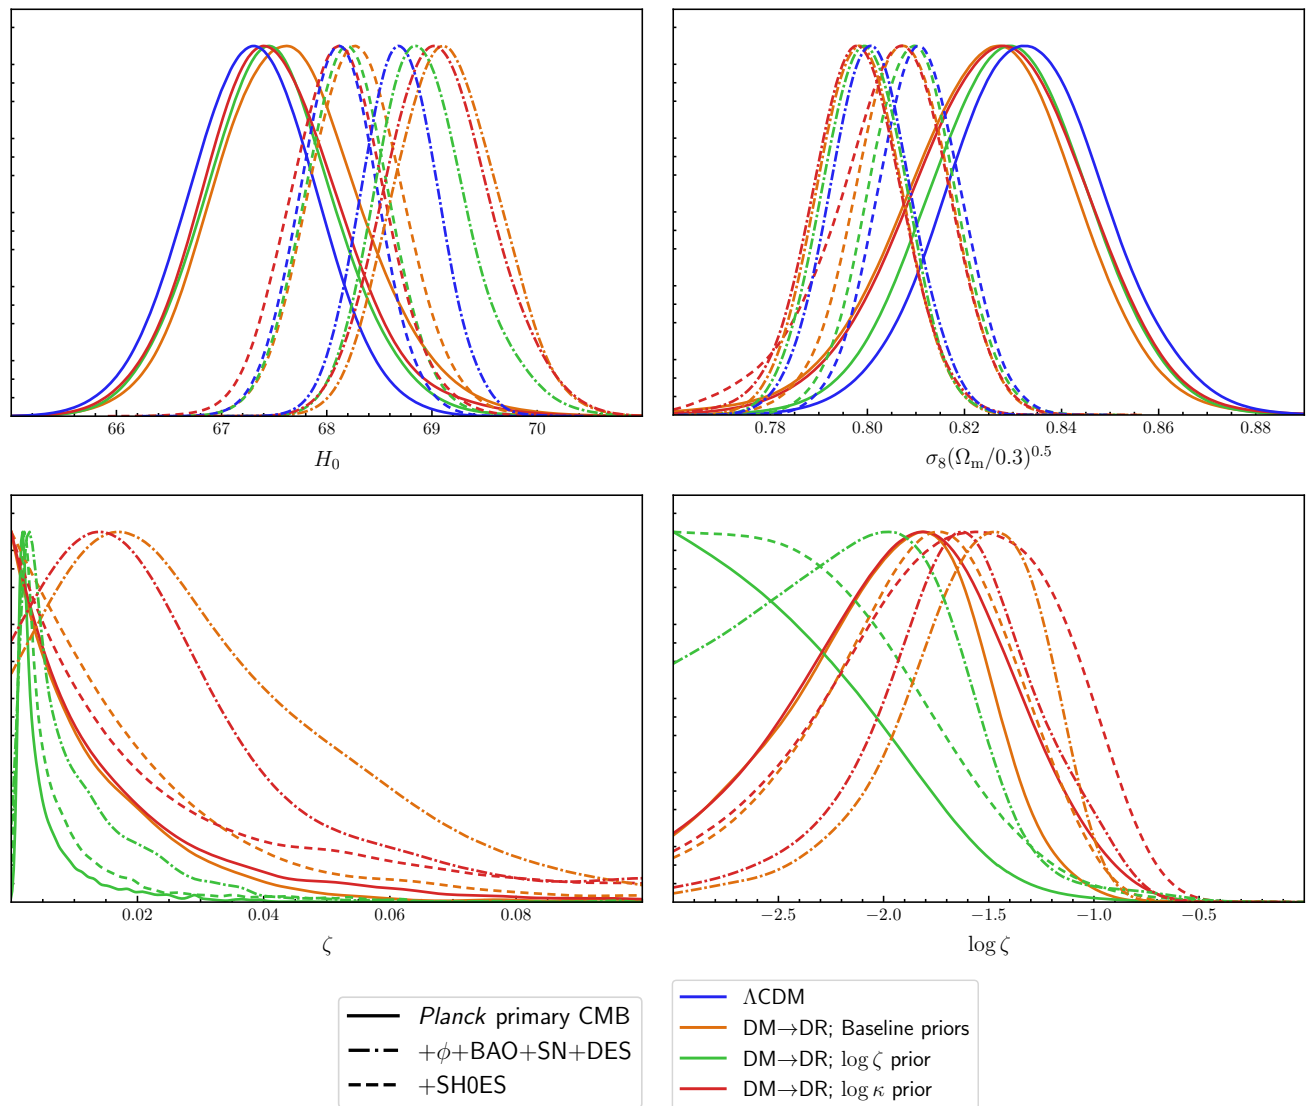 66 67 68 69 70
H₀
0.78 0.80 0.82 0.84 0.86 0.88
σ₈(Ωₘ/0.3)^0.5
0.02 0.04 0.06 0.08
ζ
−2.5 −2.0 −1.5 −1.0 −0.5
log ζ
Planck primary CMB
+ϕ+BAO+SN+DES
+SH0ES
ΛCDM
DM→DR; Baseline priors
DM→DR; log ζ prior
DM→DR; log κ prior